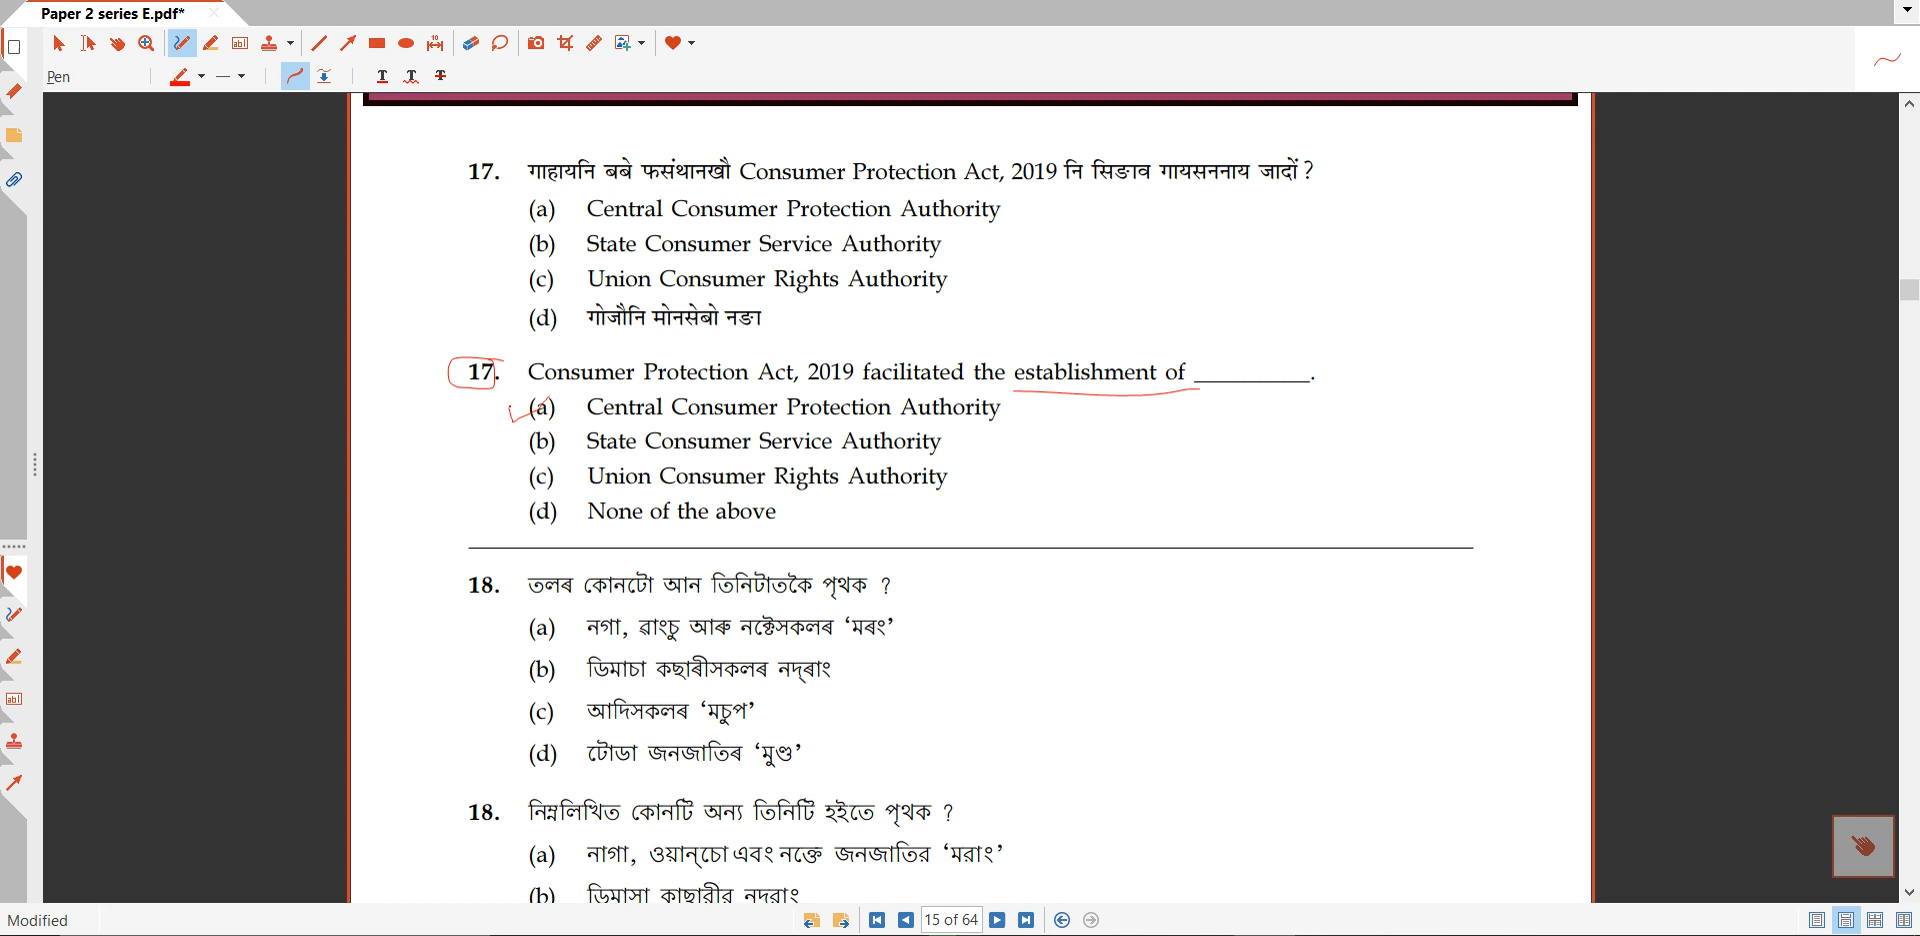 Paper 2 series E.pdf*
Pen
17. गाहायनि बबे फसंथानखौ Consumer Protection Act, 2019 नि सिङाव गायसननाय जादों ?
(a) Central Consumer Protection Authority
(b) State Consumer Service Authority
(c) Union Consumer Rights Authority
(d) गोजौनि मोनसेबो नङा
17. Consumer Protection Act, 2019 facilitated the establishment of __________.
(a) Central Consumer Protection Authority
(b) State Consumer Service Authority
(c) Union Consumer Rights Authority
(d) None of the above
18. তলৰ কোনটো আন তিনিটাতকৈ পৃথক ?
(a) নগা, ৱাংচু আৰু নক্টেসকলৰ ‘মৰং’
(b) ডিমাচা কছাৰীসকলৰ নদ্ৰাং
(c) আদিসকলৰ ‘মচুপ’
(d) টোডা জনজাতিৰ ‘মুণ্ড’
18. নিম্নলিখিত কোনটি অন্য তিনিটি হইতে পৃথক ?
(a) নাগা, ওয়ান্‌চো এবং নক্তে জনজাতির ‘মরাং’
(b) ডিমাসা কাছারীর নদরাং
Modified
15 of 64